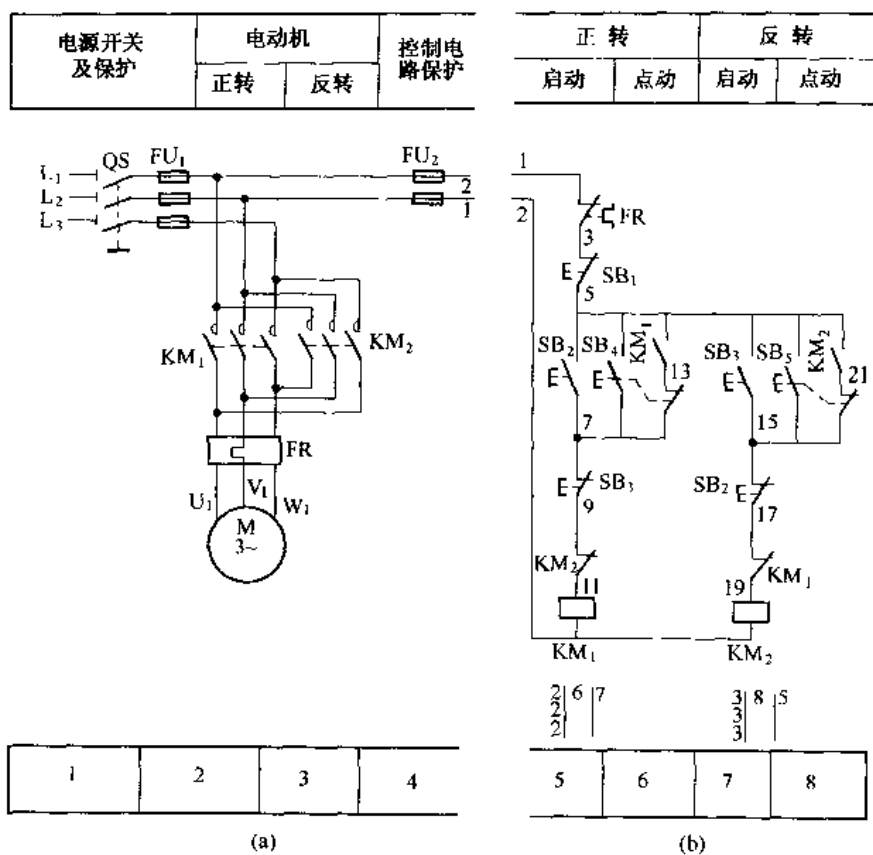 电源开关及保护
电动机
控制电路保护
正转
反转
正 转
反 转
启动
点动
启动
点动
L₁
QS
FU₁
FU₂
L₂
2
L₃
1
KM₁
KM₂
FR
U₁
V₁
W₁
M
3~
1
2
FR
3
SB₁
5
SB₂
SB₄
KM₁
13
SB₃
SB₅
KM₂
21
7
15
SB₃
9
SB₂
17
KM₂
11
19
KM₁
KM₁
KM₂
2 6 7
2
2
3 8 5
3
3
1
2
3
4
5
6
7
8
(a)
(b)